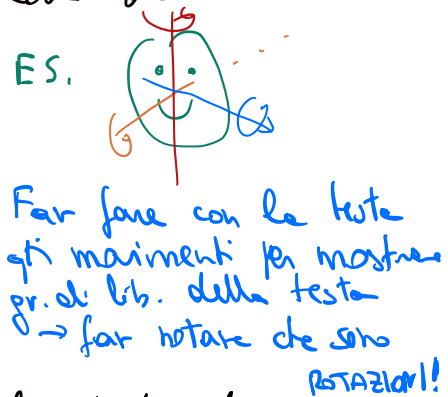 ES.
Far fare con la testa
gli movimenti per mostrare
gr. di lib. della testa
→ far notare che sono
ROTAZIONI!